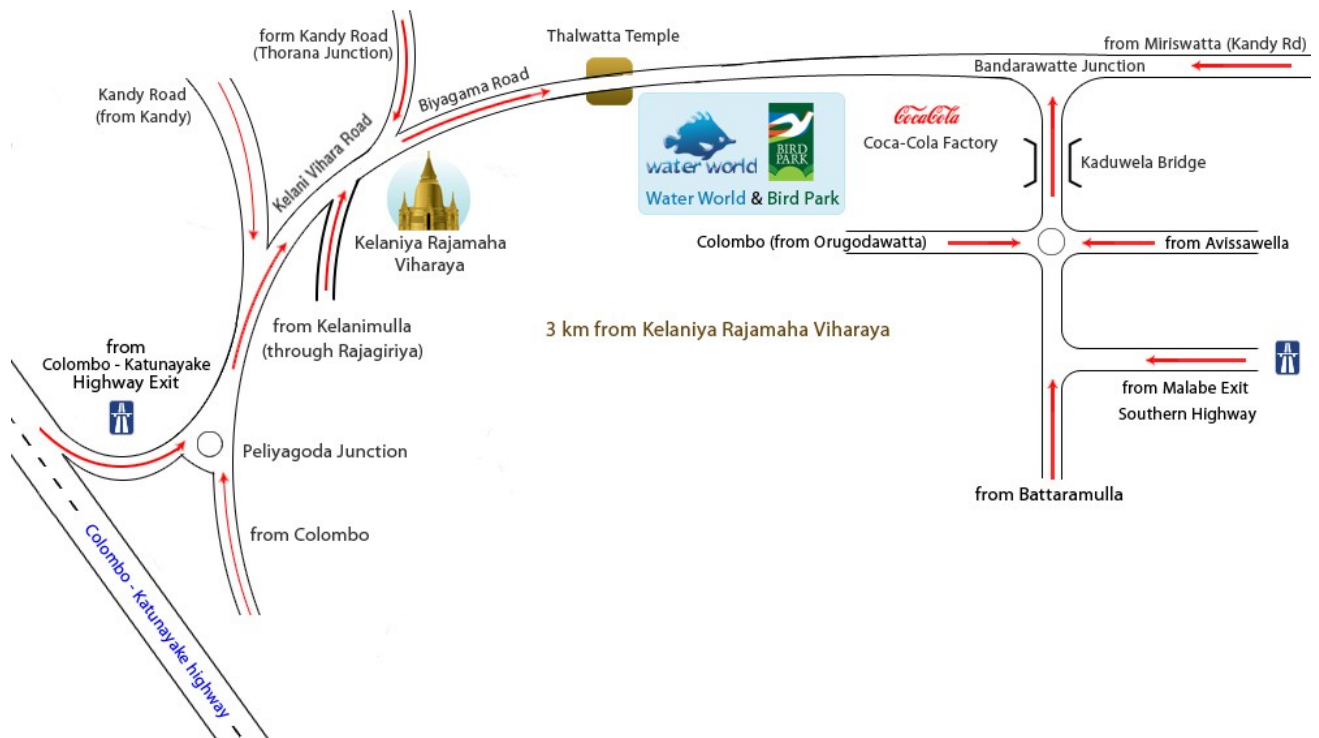 form Kandy Road
(Thorana Junction)
Thalwatta Temple
from Miriswatta (Kandy Rd)
Bandarawatte Junction
Kandy Road
(from Kandy)
Biyagama Road
Kelani Vihara Road
water world
BIRD
PARK
Water World & Bird Park
CocaCola
Coca-Cola Factory
Kaduwela Bridge
Kelaniya Rajamaha
Viharaya
Colombo (from Orugodawatta)
from Avissawella
from Kelanimulla
(through Rajagiriya)
3 km from Kelaniya Rajamaha Viharaya
from
Colombo - Katunayake
Highway Exit
from Malabe Exit
Southern Highway
Peliyagoda Junction
from Battaramulla
from Colombo
Colombo - Katunayake highway